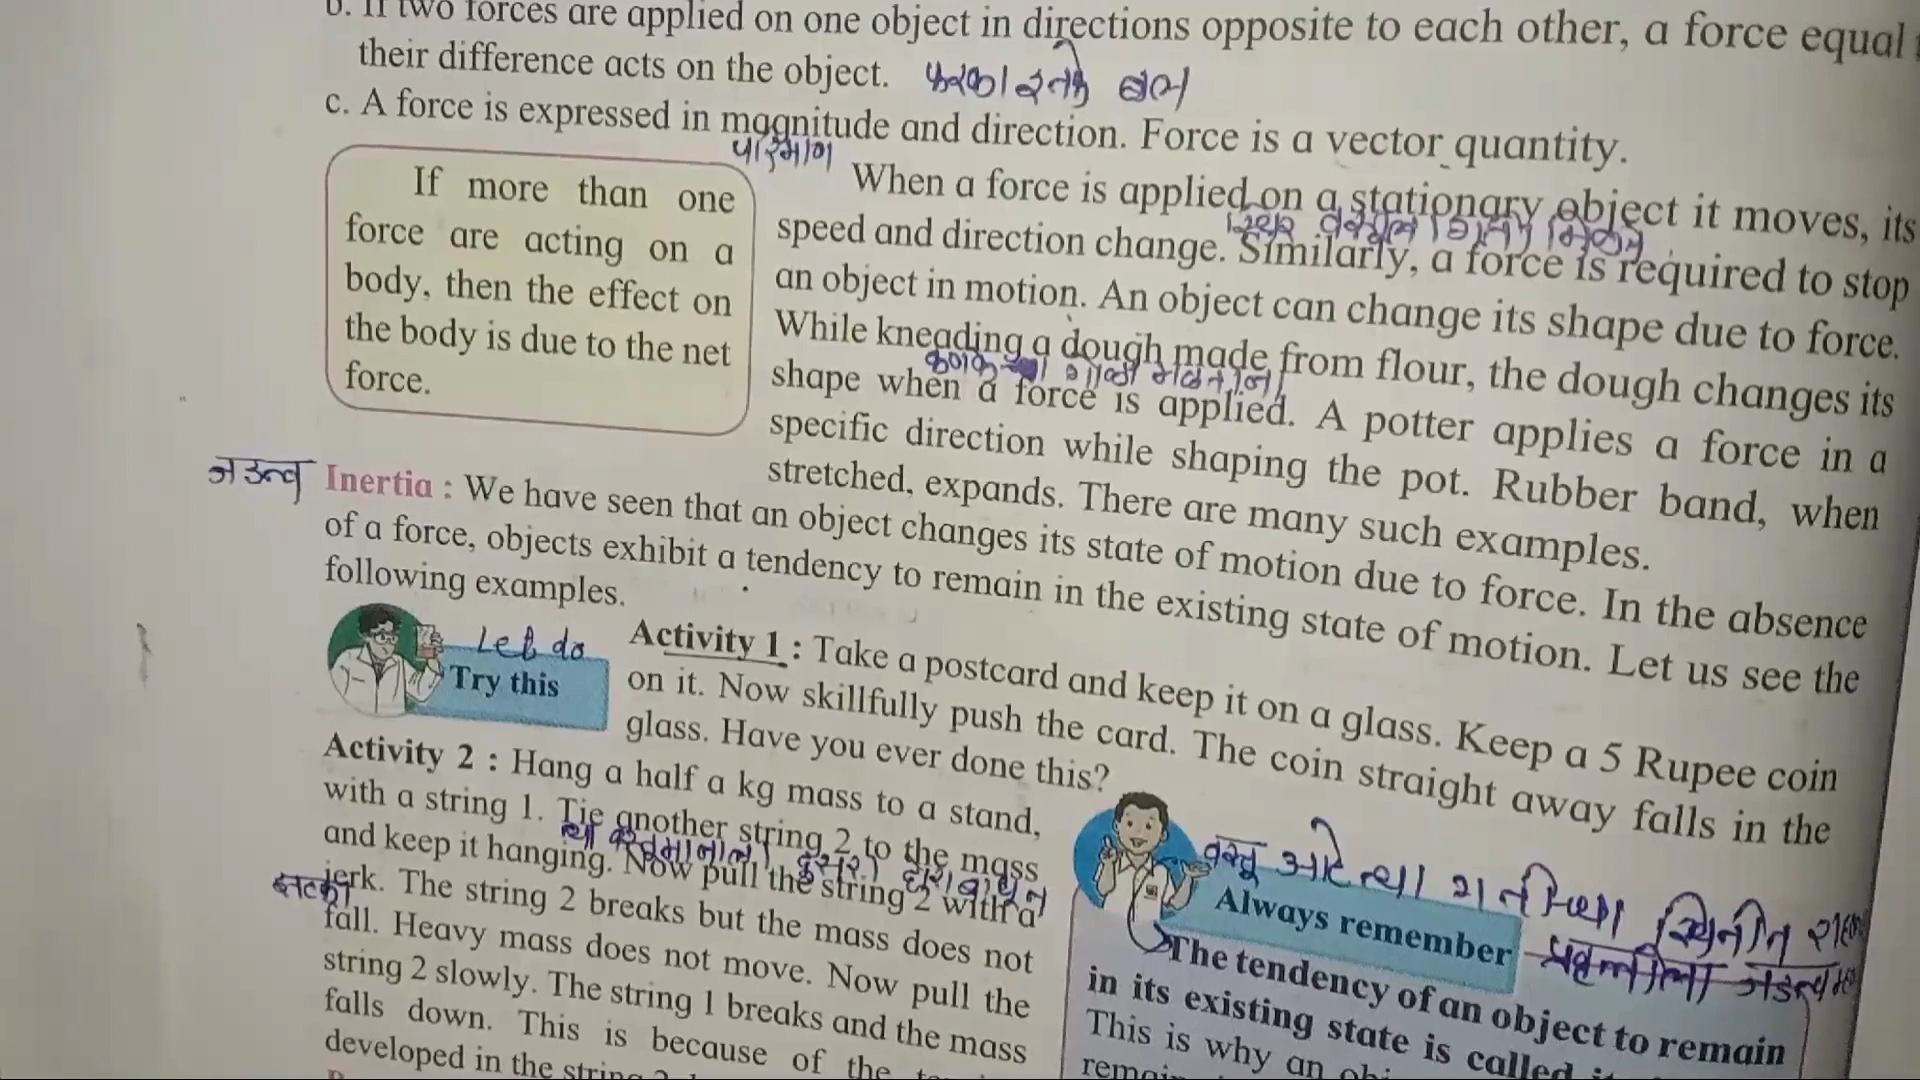 b. If two forces are applied on one object in directions opposite to each other, a force equal
their difference acts on the object.
c. A force is expressed in magnitude and direction. Force is a vector quantity.
If more than one
force are acting on a
body, then the effect on
the body is due to the net
force.
When a force is applied on a stationary object it moves, its
speed and direction change. Similarly, a force is required to stop
an object in motion. An object can change its shape due to force.
While kneading a dough made from flour, the dough changes its
shape when a force is applied. A potter applies a force in a
specific direction while shaping the pot. Rubber band, when
stretched, expands. There are many such examples.
Inertia : We have seen that an object changes its state of motion due to force. In the absence
of a force, objects exhibit a tendency to remain in the existing state of motion. Let us see the
following examples.
Let do
Try this
Activity 1 : Take a postcard and keep it on a glass. Keep a 5 Rupee coin
on it. Now skillfully push the card. The coin straight away falls in the
glass. Have you ever done this?
Activity 2 : Hang a half a kg mass to a stand,
with a string 1. Tie another string 2 to the mass
and keep it hanging. Now pull the string 2 with a
झटका
jerk. The string 2 breaks but the mass does not
fall. Heavy mass does not move. Now pull the
string 2 slowly. The string 1 breaks and the mass
falls down. This is because of the
developed in the string
Always remember
The tendency of an object to remain
in its existing state is called
This is why an